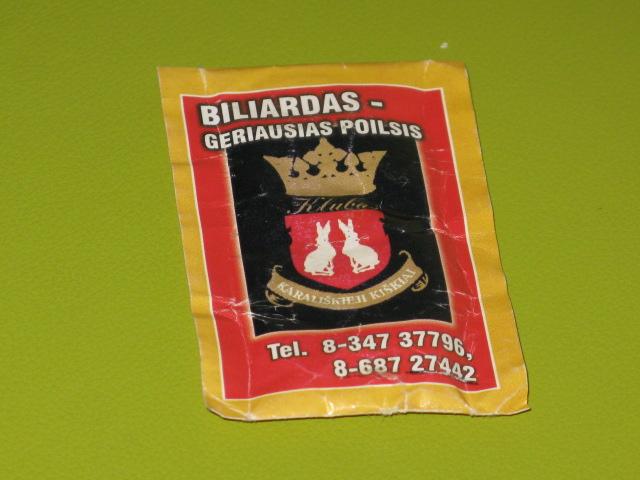 BILIARDAS -
GERIAUSIAS POILSIS
Klubas
KARALIŠKIEJI KIŠKIAI
Tel. 8-347 37796,
8-687 27442